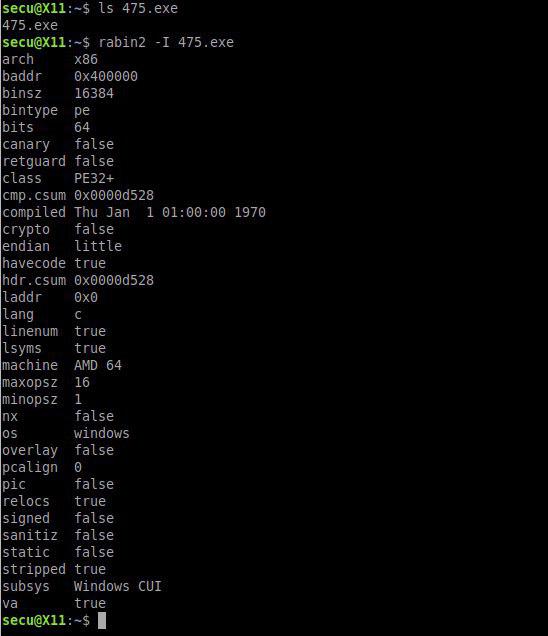 secu@X11:~$ ls 475.exe
475.exe
secu@X11:~$ rabin2 -I 475.exe
arch     x86
baddr    0x400000
binsz    16384
bintype  pe
bits     64
canary   false
retguard false
class    PE32+
cmp.csum 0x0000d528
compiled Thu Jan  1 01:00:00 1970
crypto   false
endian   little
havecode true
hdr.csum 0x0000d528
laddr    0x0
lang     c
linenum  true
lsyms    true
machine  AMD 64
maxopsz  16
minopsz  1
nx       false
os       windows
overlay  false
pcalign  0
pic      false
relocs   true
signed   false
sanitiz  false
static   false
stripped true
subsys   Windows CUI
va       true
secu@X11:~$